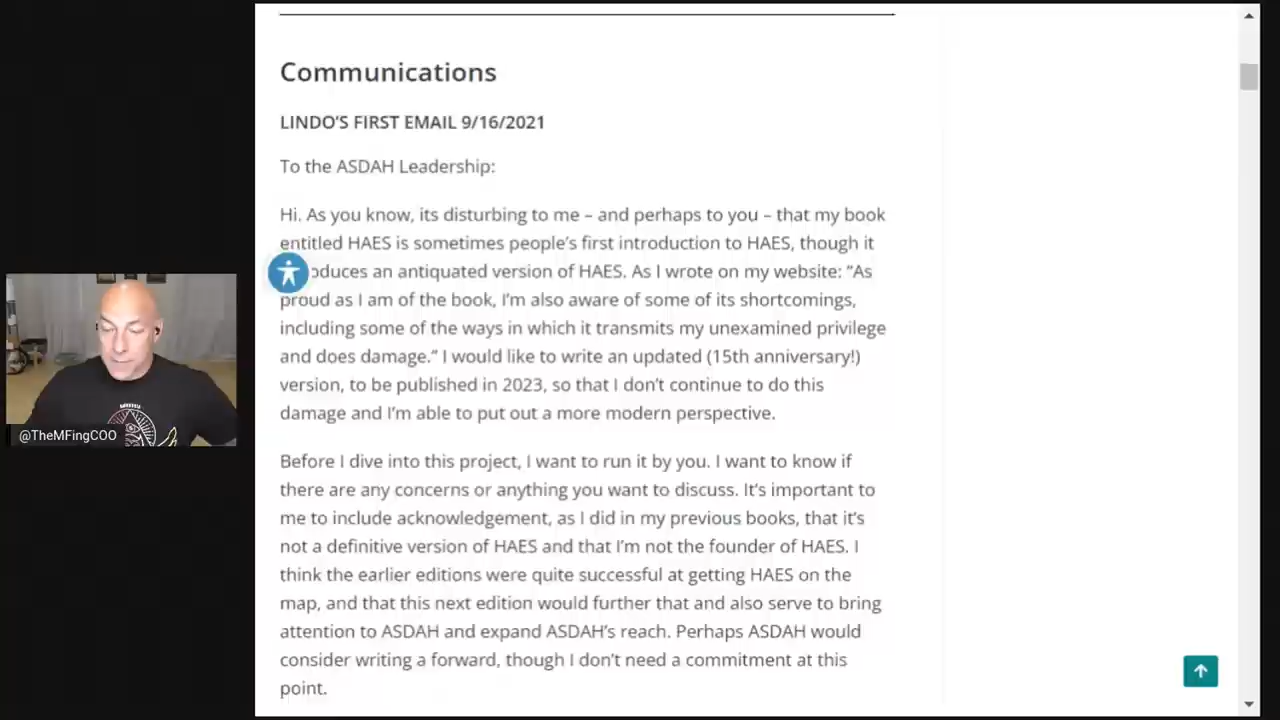 Communications
LINDO'S FIRST EMAIL 9/16/2021
To the ASDAH Leadership:
Hi. As you know, its disturbing to me – and perhaps to you – that my book
entitled HAES is sometimes people's first introduction to HAES, though it
oduces an antiquated version of HAES. As I wrote on my website: "As
proud as I am of the book, I'm also aware of some of its shortcomings,
including some of the ways in which it transmits my unexamined privilege
and does damage." I would like to write an updated (15th anniversary!)
version, to be published in 2023, so that I don't continue to do this
damage and I'm able to put out a more modern perspective.
Before I dive into this project, I want to run it by you. I want to know if
there are any concerns or anything you want to discuss. It's important to
me to include acknowledgement, as I did in my previous books, that it's
not a definitive version of HAES and that I'm not the founder of HAES. I
think the earlier editions were quite successful at getting HAES on the
map, and that this next edition would further that and also serve to bring
attention to ASDAH and expand ASDAH's reach. Perhaps ASDAH would
consider writing a forward, though I don't need a commitment at this
point.
@TheMFingCOO